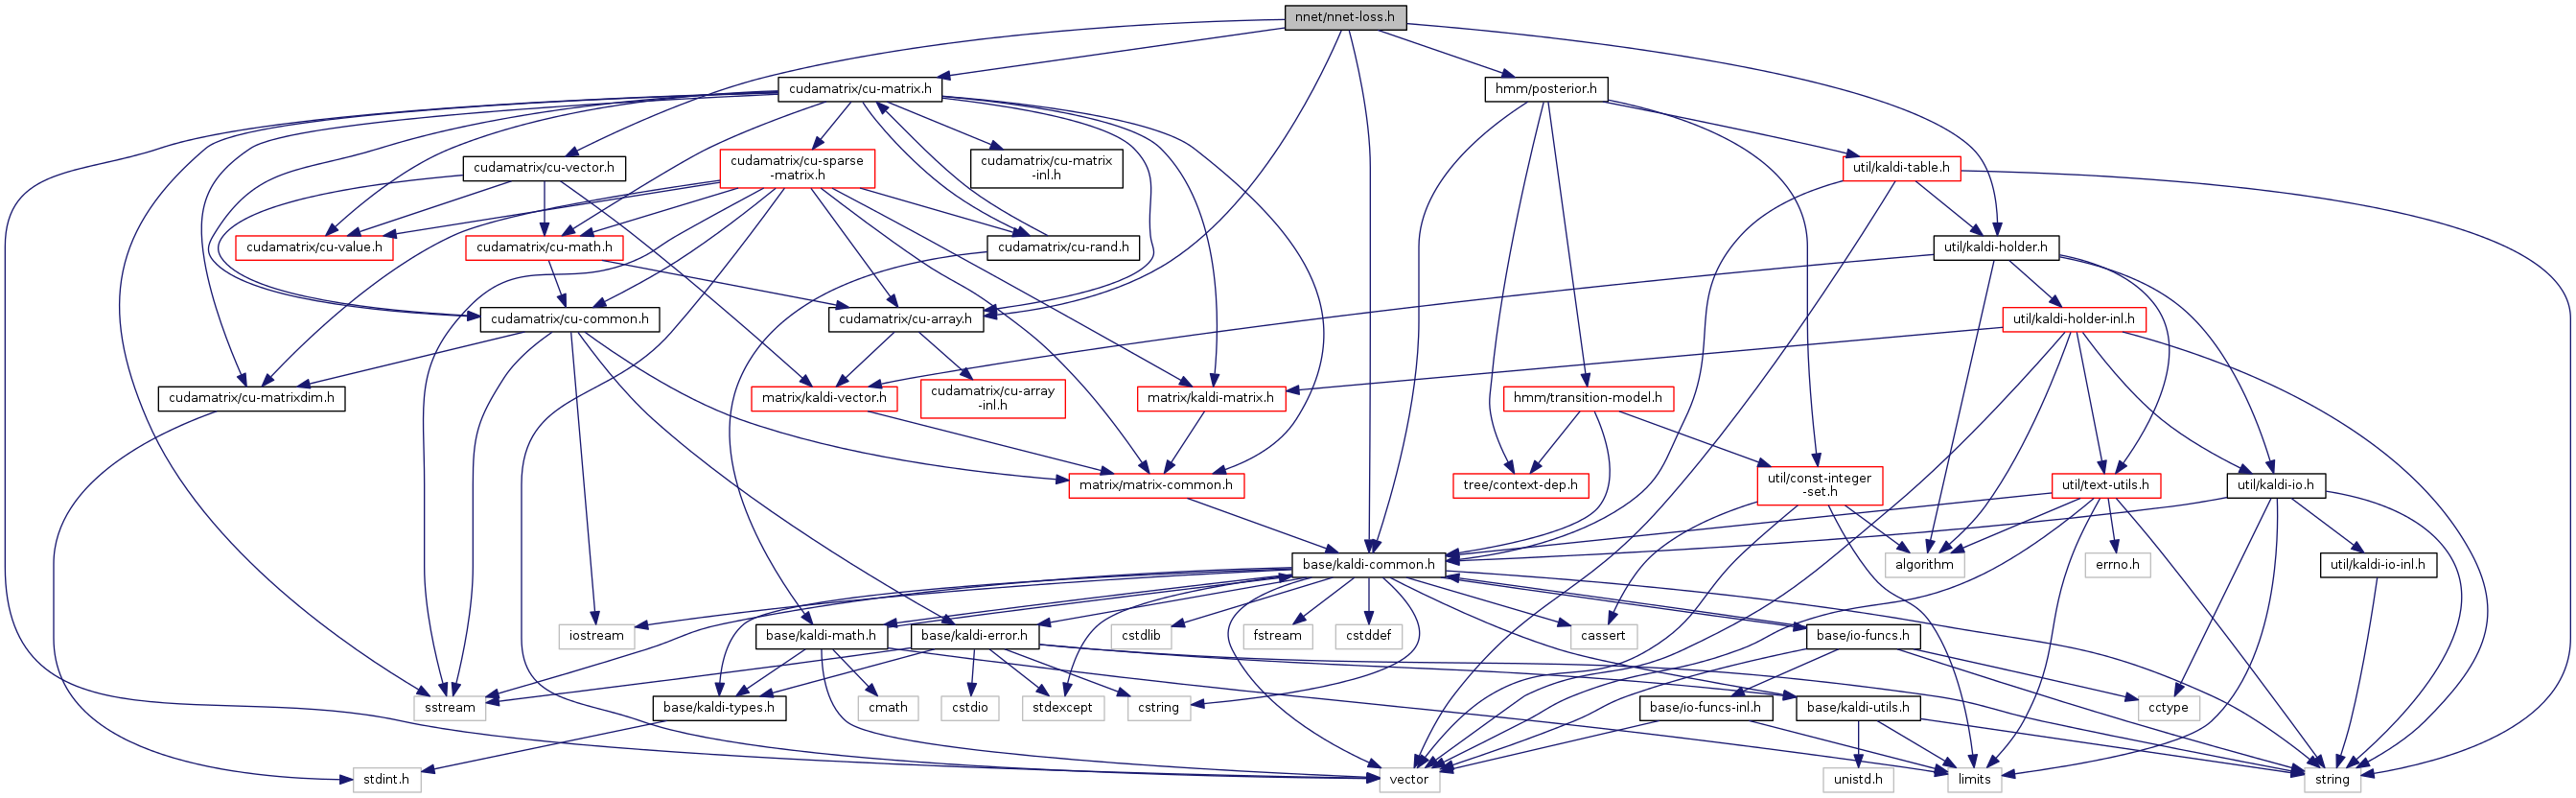 nnet/nnet-loss.h
cudamatrix/cu-matrix.h
hmm/posterior.h
cudamatrix/cu-vector.h
cudamatrix/cu-sparse
-matrix.h
cudamatrix/cu-matrix
-inl.h
util/kaldi-table.h
cudamatrix/cu-value.h
cudamatrix/cu-math.h
cudamatrix/cu-rand.h
util/kaldi-holder.h
cudamatrix/cu-common.h
cudamatrix/cu-array.h
util/kaldi-holder-inl.h
cudamatrix/cu-matrixdim.h
matrix/kaldi-vector.h
cudamatrix/cu-array
-inl.h
matrix/kaldi-matrix.h
hmm/transition-model.h
matrix/matrix-common.h
tree/context-dep.h
util/const-integer
-set.h
util/text-utils.h
util/kaldi-io.h
base/kaldi-common.h
algorithm
errno.h
util/kaldi-io-inl.h
iostream
base/kaldi-math.h
base/kaldi-error.h
cstdlib
fstream
cstddef
cassert
base/io-funcs.h
sstream
base/kaldi-types.h
cmath
cstdio
stdexcept
cstring
base/io-funcs-inl.h
base/kaldi-utils.h
cctype
stdint.h
vector
unistd.h
limits
string